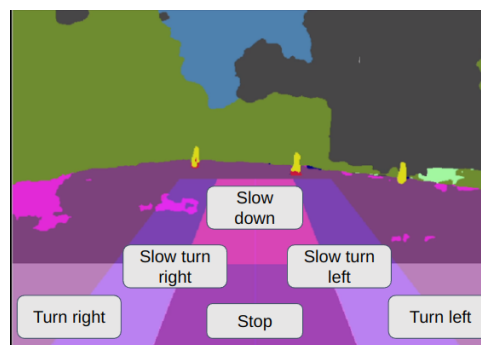 Slow
down
Slow turn
right
Slow turn
left
Turn right
Stop
Turn left